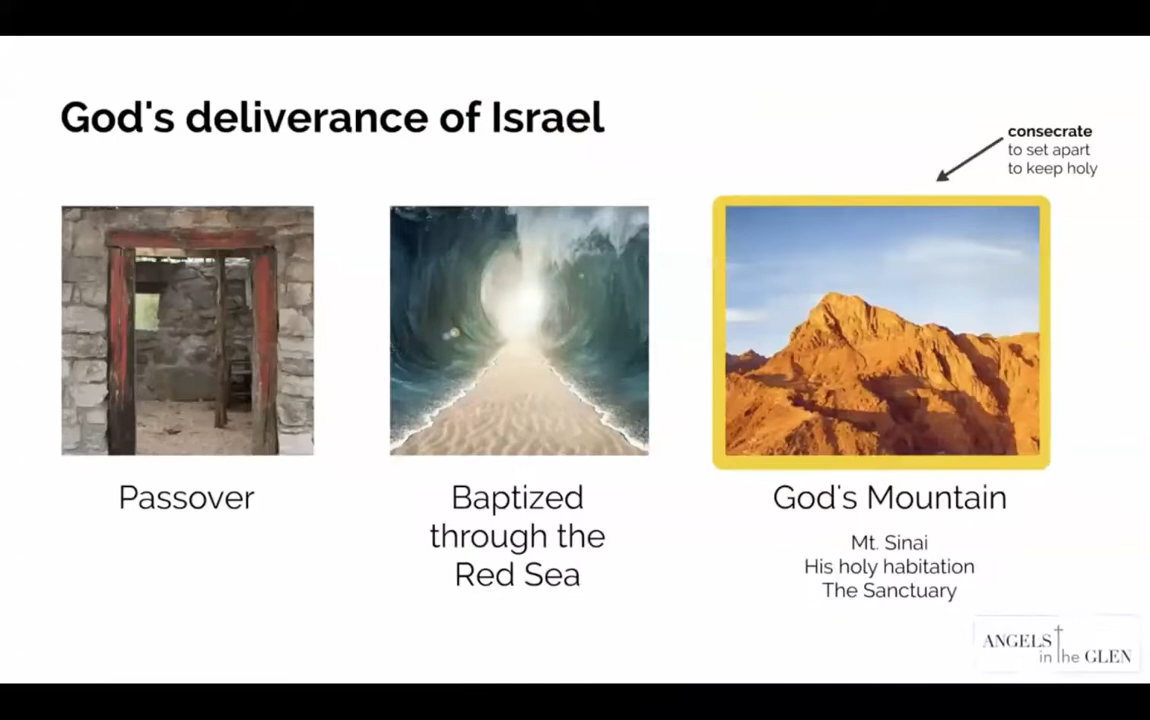 God's deliverance of Israel
consecrate
to set apart
to keep holy
Passover
Baptized
through the
Red Sea
God's Mountain
Mt. Sinai
His holy habitation
The Sanctuary
ANGELS
in the GLEN